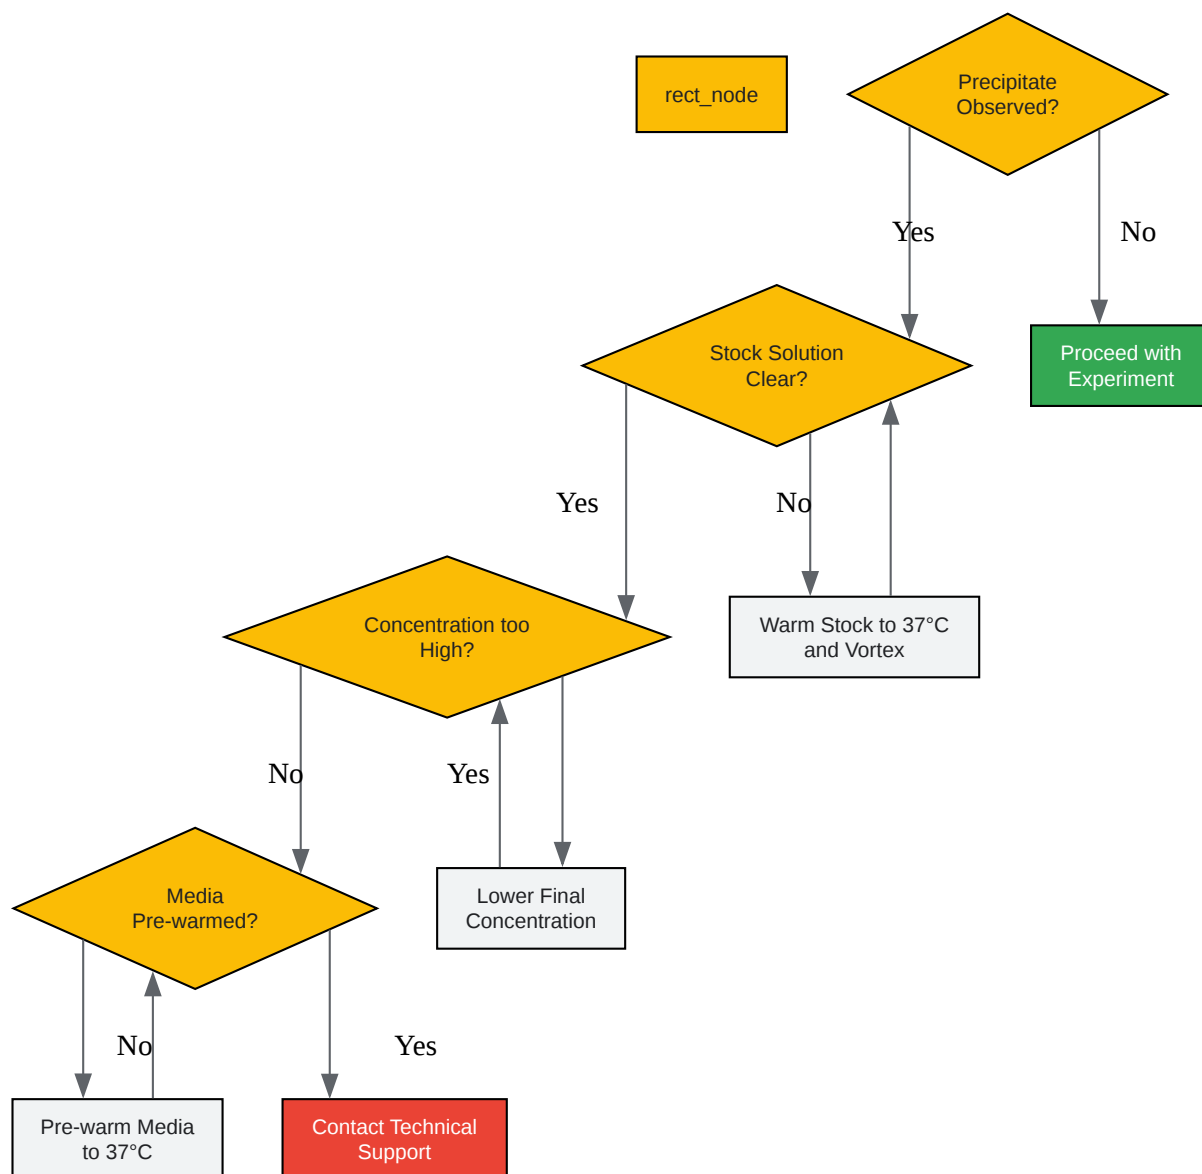 rect_node
Precipitate
Observed?
Yes
No
Stock Solution
Clear?
Proceed with
Experiment
Yes
No
Concentration too
High?
Warm Stock to 37°C
and Vortex
No
Yes
Media
Pre-warmed?
Lower Final
Concentration
No
Yes
Pre-warm Media
to 37°C
Contact Technical
Support